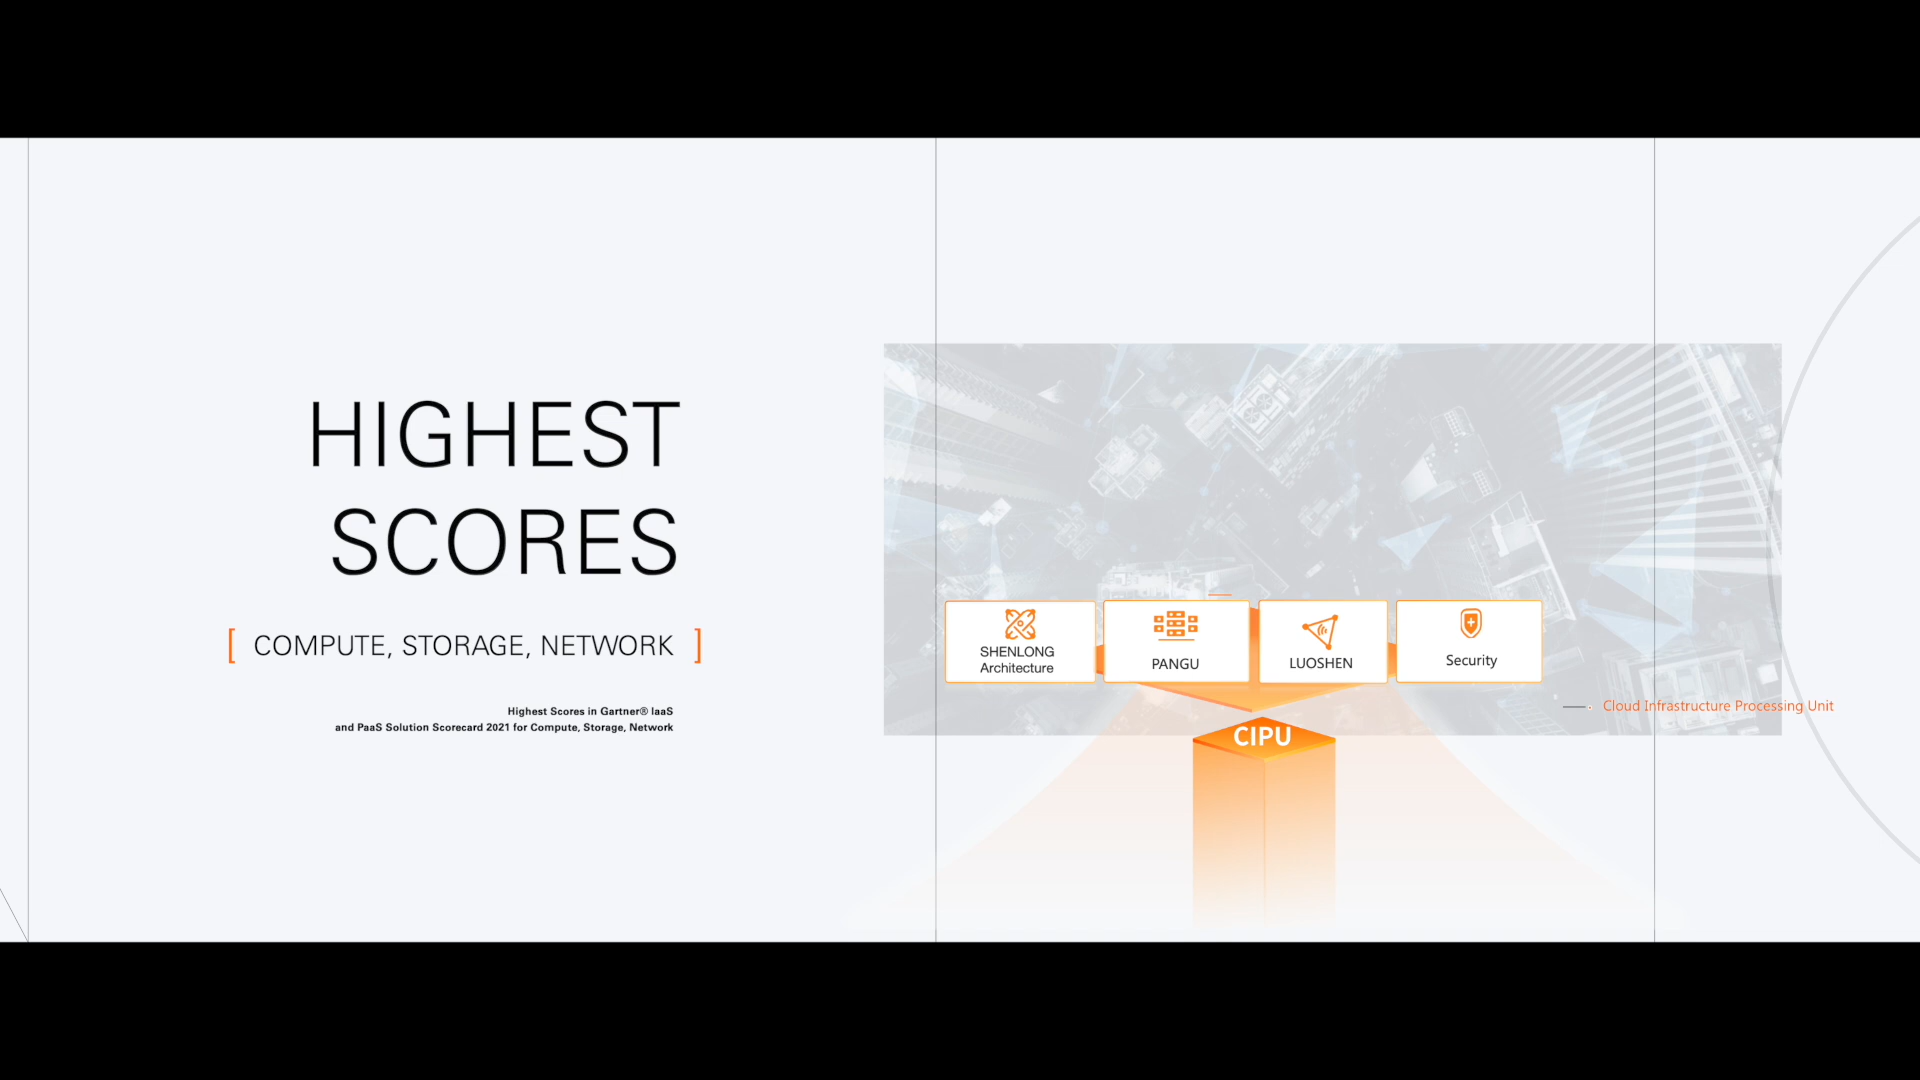 HIGHEST
SCORES
[ COMPUTE, STORAGE, NETWORK ]
Highest Scores in Gartner® IaaS
and PaaS Solution Scorecard 2021 for Compute, Storage, Network
SHENLONG
Architecture
PANGU
LUOSHEN
Security
Cloud Infrastructure Processing Unit
CIPU